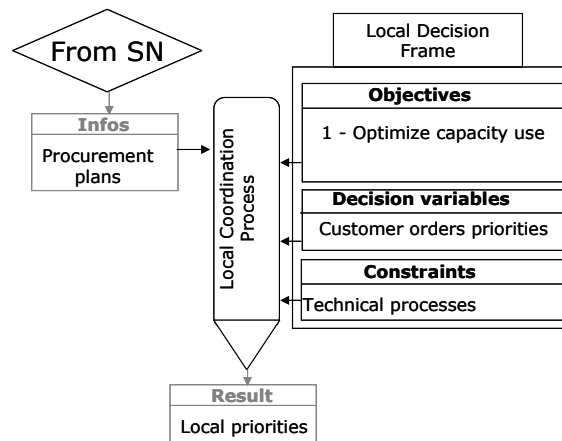 From SN
Infos
Procurement
plans
Local Coordination
Process
Local Decision
Frame
Objectives
1 - Optimize capacity use
Decision variables
Customer orders priorities
Constraints
Technical processes
Result
Local priorities